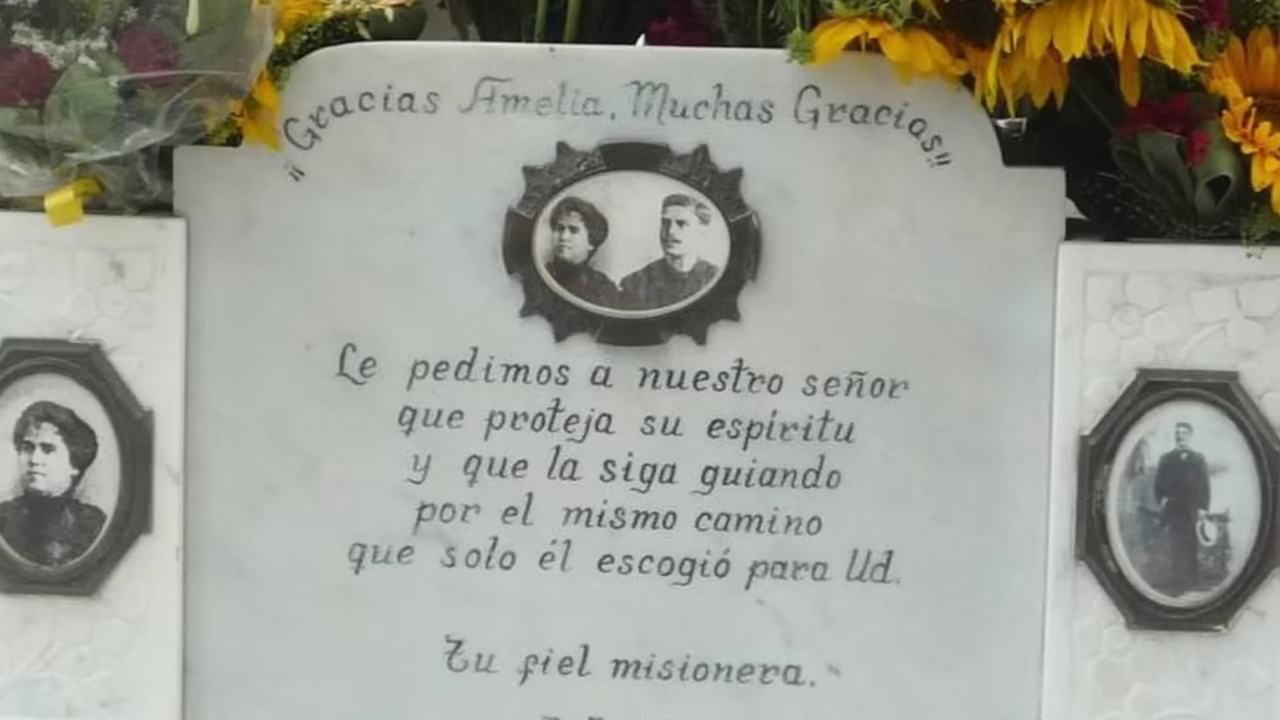 ¡¡Gracias Amelia, Muchas Gracias!!
Le pedimos a nuestro señor
que proteja su espíritu
y que la siga guiando
por el mismo camino
que solo él escogió para Ud.
Tu fiel misionera.